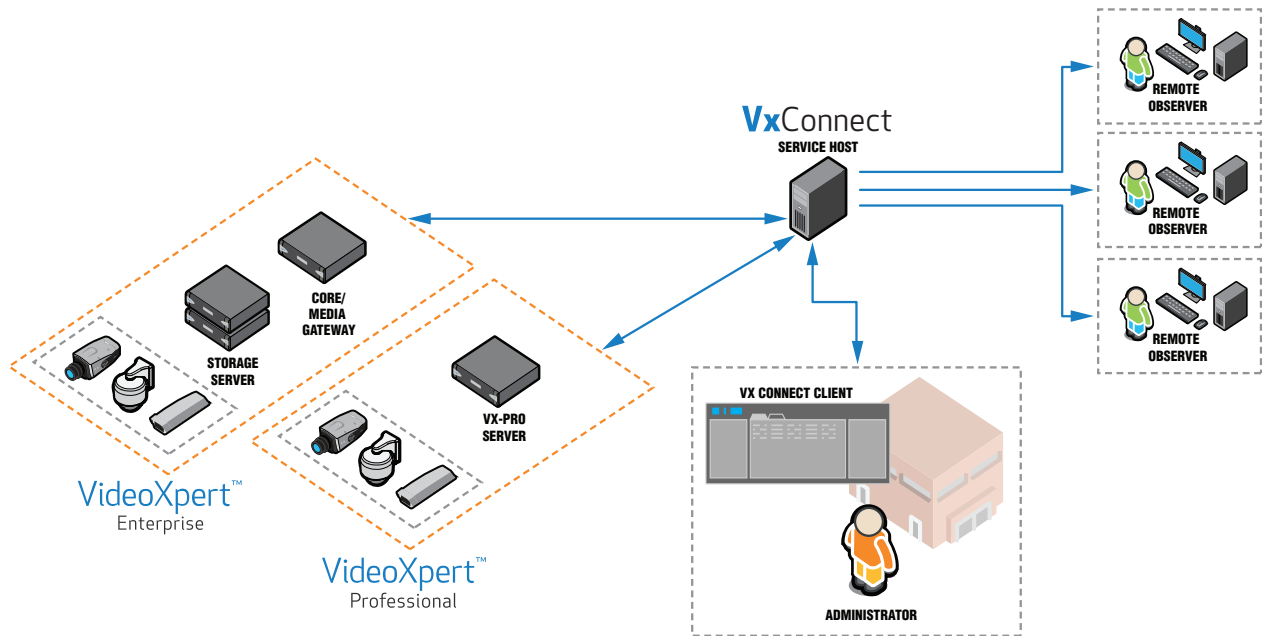 VxConnect
SERVICE HOST
REMOTE
OBSERVER
REMOTE
OBSERVER
REMOTE
OBSERVER
CORE/
MEDIA
GATEWAY
STORAGE
SERVER
VX-PRO
SERVER
VideoXpert™
Enterprise
VideoXpert™
Professional
VX CONNECT CLIENT
ADMINISTRATOR